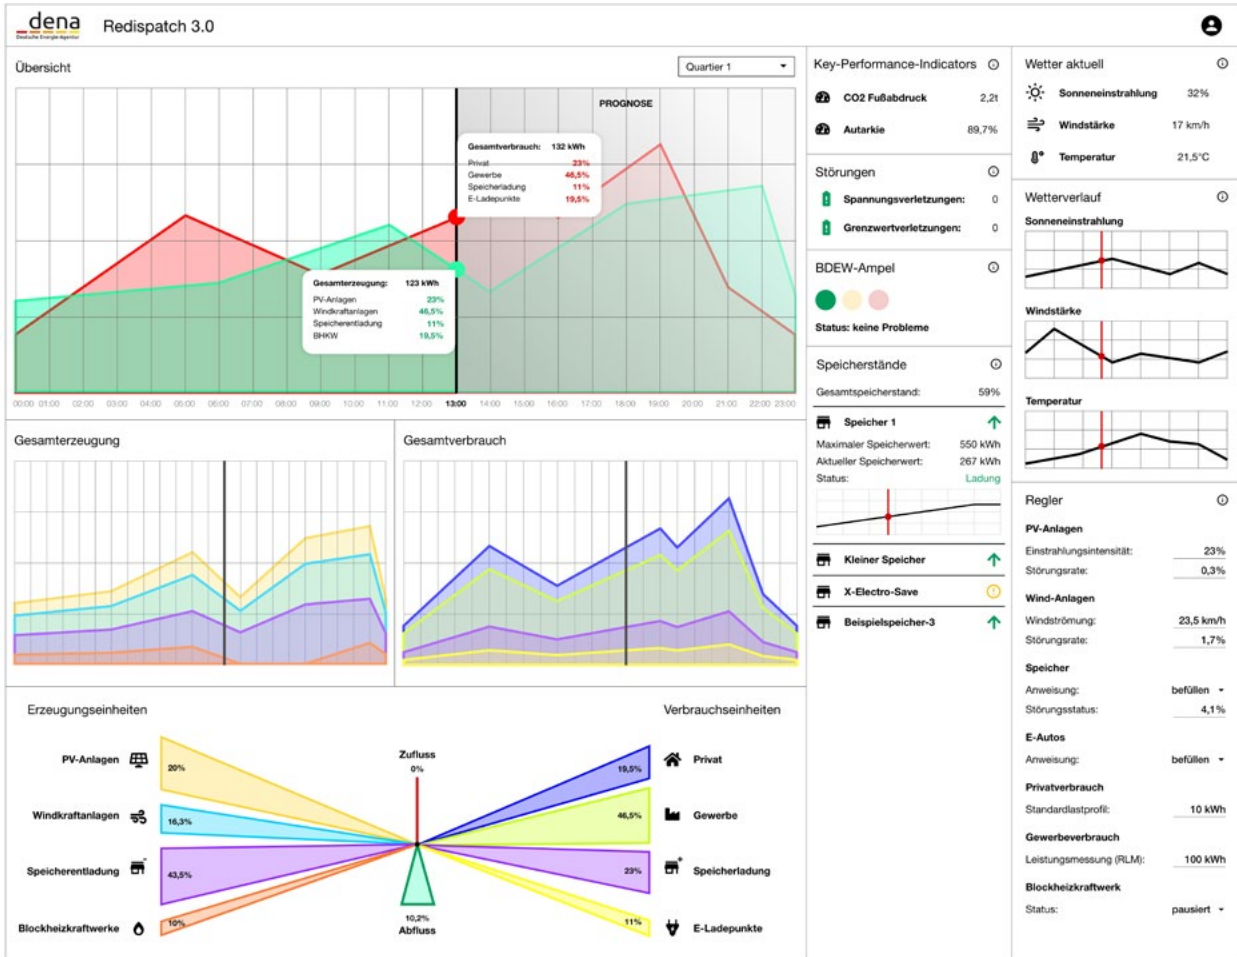 dena
Deutsche Energie-Agentur
Redispatch 3.0
Übersicht
Quartier 1
PROGNOSE
Gesamtverbrauch: 132 kWh
Privat 23%
Gewerbe 46,5%
Speicherladung 11%
E-Ladepunkte 19,5%
Gesamterzeugung: 123 kWh
PV-Anlagen 23%
Windkraftanlagen 46,5%
Speicherentladung 11%
BHKW 19,5%
00:00 01:00 02:00 03:00 04:00 05:00 06:00 07:00 08:00 09:00 10:00 11:00 12:00 13:00 14:00 15:00 16:00 17:00 18:00 19:00 20:00 21:00 22:00 23:00
Gesamterzeugung
Gesamtverbrauch
Erzeugungseinheiten
Verbrauchseinheiten
PV-Anlagen
20%
Windkraftanlagen
16,3%
Speicherentladung
43,5%
Blockheizkraftwerke
10%
Zufluss
0%
10,2%
Abfluss
19,5%
Privat
46,5%
Gewerbe
23%
Speicherladung
11%
E-Ladepunkte
Key-Performance-Indicators
CO2 Fußabdruck 2,2t
Autarkie 89,7%
Störungen
Spannungsverletzungen: 0
Grenzwertverletzungen: 0
BDEW-Ampel
Status: keine Probleme
Speicherstände
Gesamtspeicherstand: 59%
Speicher 1
Maximaler Speicherwert: 550 kWh
Aktueller Speicherwert: 267 kWh
Status: Ladung
Kleiner Speicher
X-Electro-Save
Beispielspeicher-3
Wetter aktuell
Sonneneinstrahlung 32%
Windstärke 17 km/h
Temperatur 21,5°C
Wetterverlauf
Sonneneinstrahlung
Windstärke
Temperatur
Regler
PV-Anlagen
Einstrahlungsintensität: 23%
Störungsrate: 0,3%
Wind-Anlagen
Windströmung: 23,5 km/h
Störungsrate: 1,7%
Speicher
Anweisung: befüllen
Störungsstatus: 4,1%
E-Autos
Anweisung: befüllen
Privatverbrauch
Standardlastprofil: 10 kWh
Gewerbeverbrauch
Leistungsmessung (RLM): 100 kWh
Blockheizkraftwerk
Status: pausiert